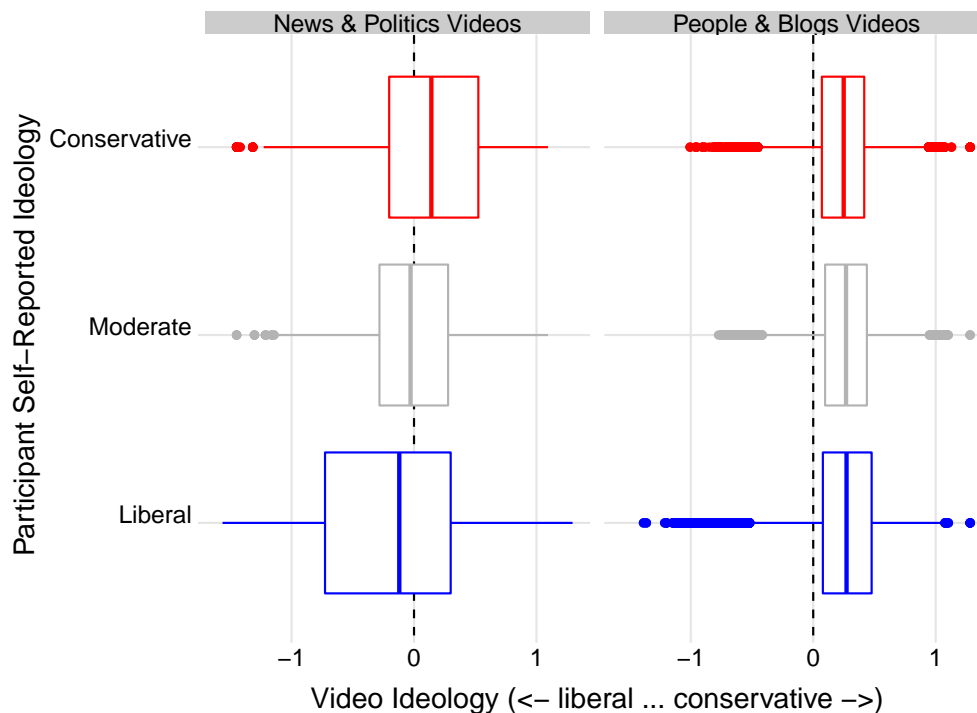 News & Politics Videos
People & Blogs Videos
Participant Self−Reported Ideology
Conservative
Moderate
Liberal
−1
0
1
−1
0
1
Video Ideology (<− liberal ... conservative −>)